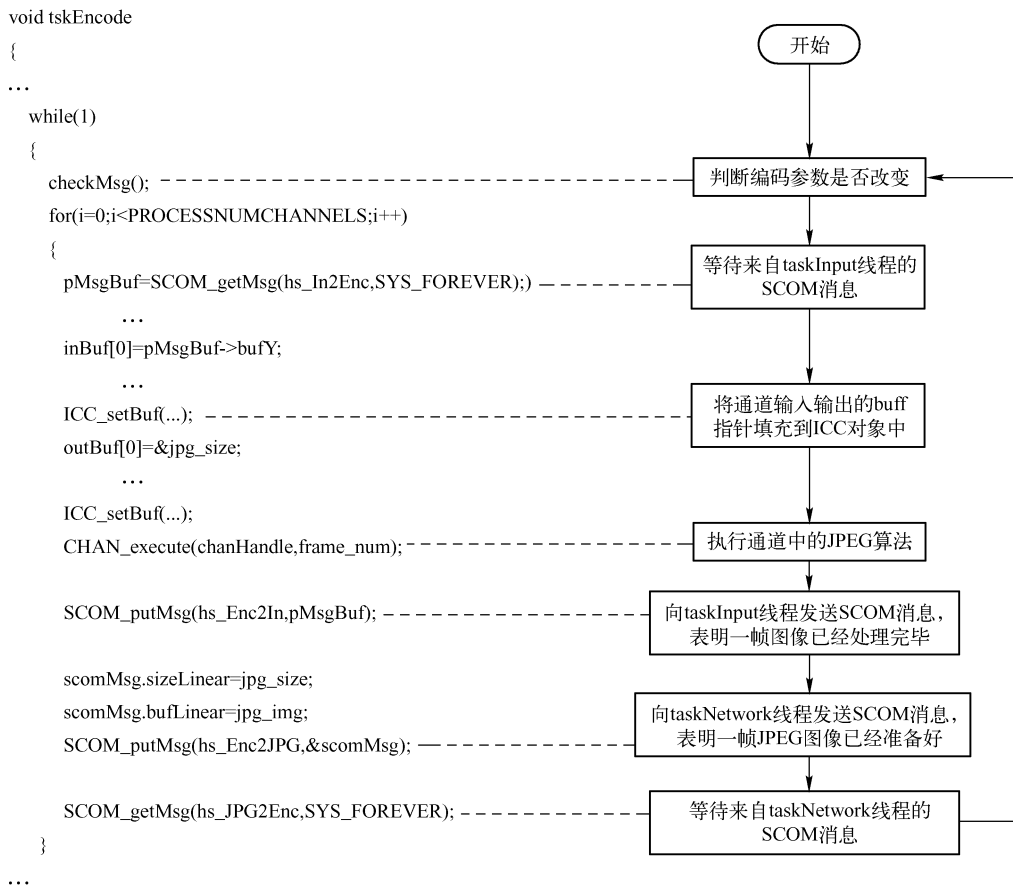 void tskEncode
{
…
while(1)
{
checkMsg();
for(i=0;i<PROCESSNUMCHANNELS;i++)
{
pMsgBuf=SCOM_getMsg(hs_In2Enc,SYS_FOREVER);)
…
inBuf[0]=pMsgBuf->bufY;
…
ICC_setBuf(...);
outBuf[0]=&jpg_size;
…
ICC_setBuf(...);
CHAN_execute(chanHandle,frame_num);
SCOM_putMsg(hs_Enc2In,pMsgBuf);
scomMsg.sizeLinear=jpg_size;
scomMsg.bufLinear=jpg_img;
SCOM_putMsg(hs_Enc2JPG,&scomMsg);
SCOM_getMsg(hs_JPG2Enc,SYS_FOREVER);
}
…
开始
判断编码参数是否改变
等待来自taskInput线程的
SCOM消息
将通道输入输出的buff
指针填充到ICC对象中
执行通道中的JPEG算法
向taskInput线程发送SCOM消息，
表明一帧图像已经处理完毕
向taskNetwork线程发送SCOM消息，
表明一帧JPEG图像已经准备好
等待来自taskNetwork线程的
SCOM消息